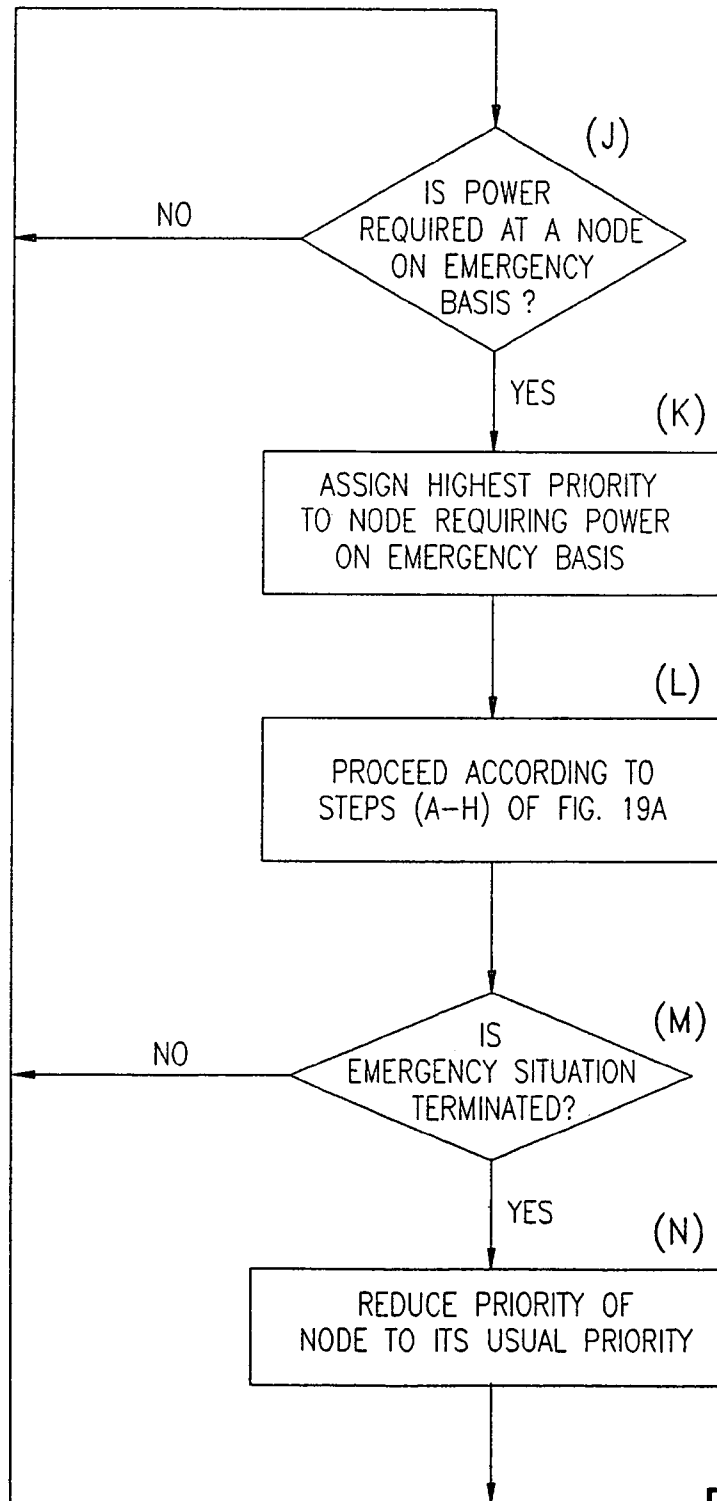 (J)
IS POWER
REQUIRED AT A NODE
ON EMERGENCY
BASIS ?
NO
YES
(K)
ASSIGN HIGHEST PRIORITY
TO NODE REQUIRING POWER
ON EMERGENCY BASIS
(L)
PROCEED ACCORDING TO
STEPS (A-H) OF FIG. 19A
(M)
IS
EMERGENCY SITUATION
TERMINATED?
NO
YES
(N)
REDUCE PRIORITY OF
NODE TO ITS USUAL PRIORITY